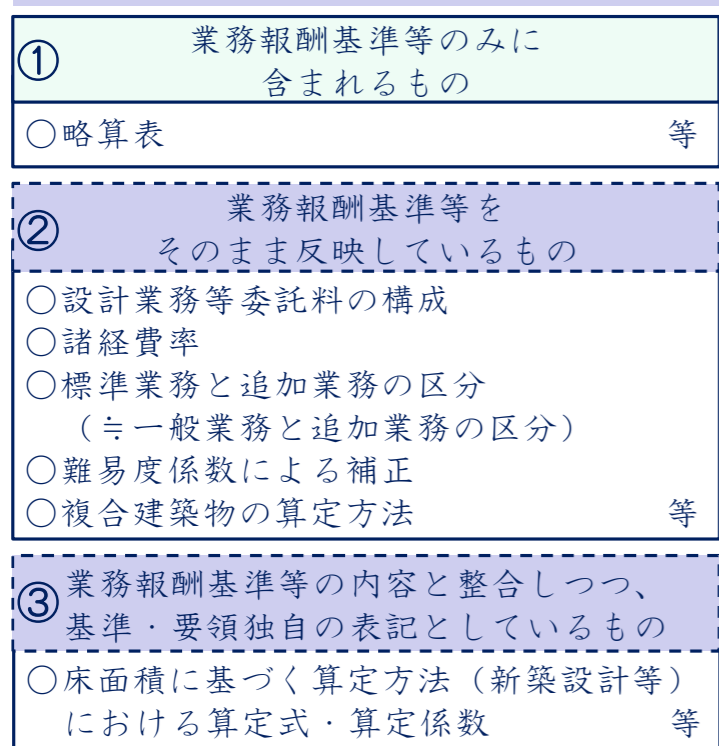 ① 業務報酬基準等のみに
含まれるもの
○略算表 等
② 業務報酬基準等を
そのまま反映しているもの
○設計業務等委託料の構成
○諸経費率
○標準業務と追加業務の区分
（≒一般業務と追加業務の区分）
○難易度係数による補正
○複合建築物の算定方法 等
③ 業務報酬基準等の内容と整合しつつ、
基準・要領独自の表記としているもの
○床面積に基づく算定方法（新築設計等）
における算定式・算定係数 等